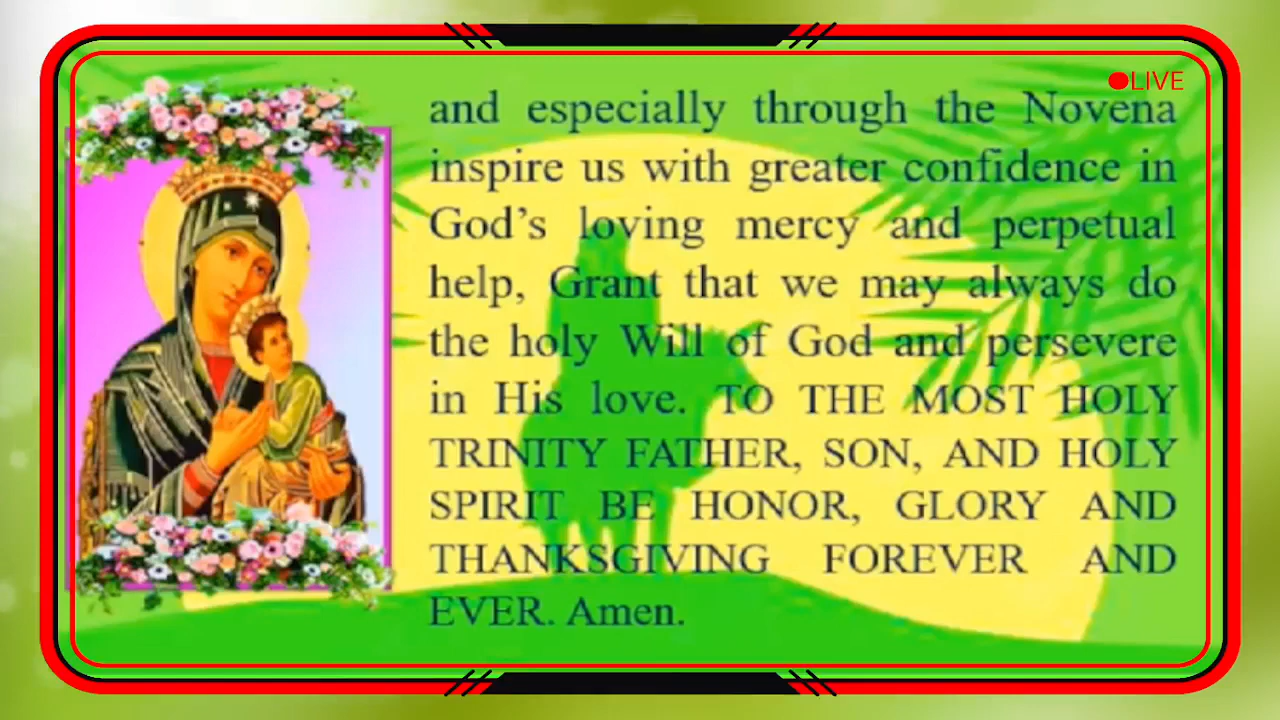 LIVE
and especially through the Novena
inspire us with greater confidence in
God’s loving mercy and perpetual
help, Grant that we may always do
the holy Will of God and persevere
in His love. TO THE MOST HOLY
TRINITY FATHER, SON, AND HOLY
SPIRIT BE HONOR, GLORY AND
THANKSGIVING FOREVER AND
EVER. Amen.